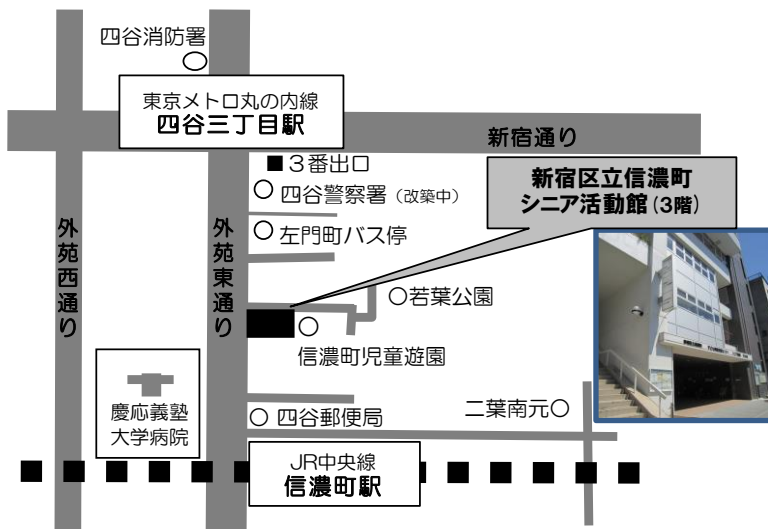 四谷消防署
東京メトロ丸の内線
四谷三丁目駅
新宿通り
■３番出口
四谷警察署（改築中）
新宿区立信濃町
シニア活動館(3階)
左門町バス停
外苑西通り
外苑東通り
若葉公園
信濃町児童遊園
慶応義塾
大学病院
四谷郵便局
二葉南元
JR中央線
信濃町駅